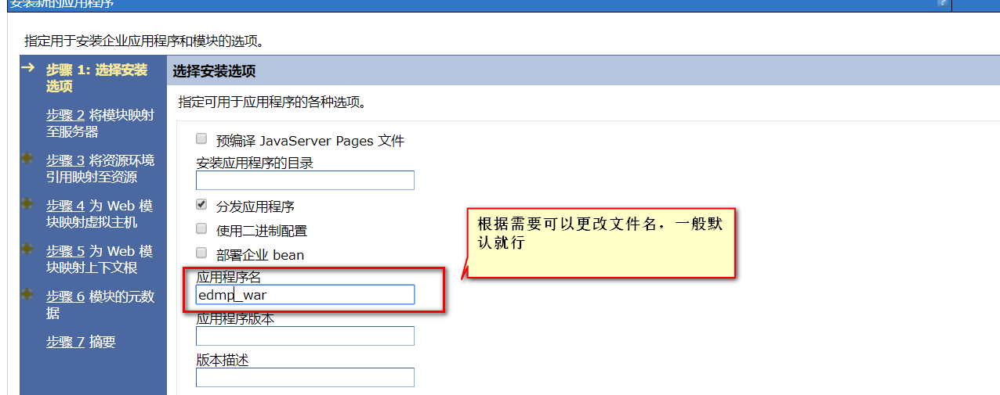 安装新的应用程序
?
指定用于安装企业应用程序和模块的选项。
步骤 1: 选择安装
选项
步骤 2 将模块映射
至服务器
步骤 3 将资源环境
引用映射至资源
步骤 4 为 Web 模
块映射虚拟主机
步骤 5 为 Web 模
块映射上下文根
步骤 6 模块的元数
据
步骤 7 摘要
选择安装选项
指定可用于应用程序的各种选项。
预编译 JavaServer Pages 文件
安装应用程序的目录
分发应用程序
使用二进制配置
部署企业 bean
应用程序名
edmp_war
应用程序版本
版本描述
根据需要可以更改文件名，一般默
认就行